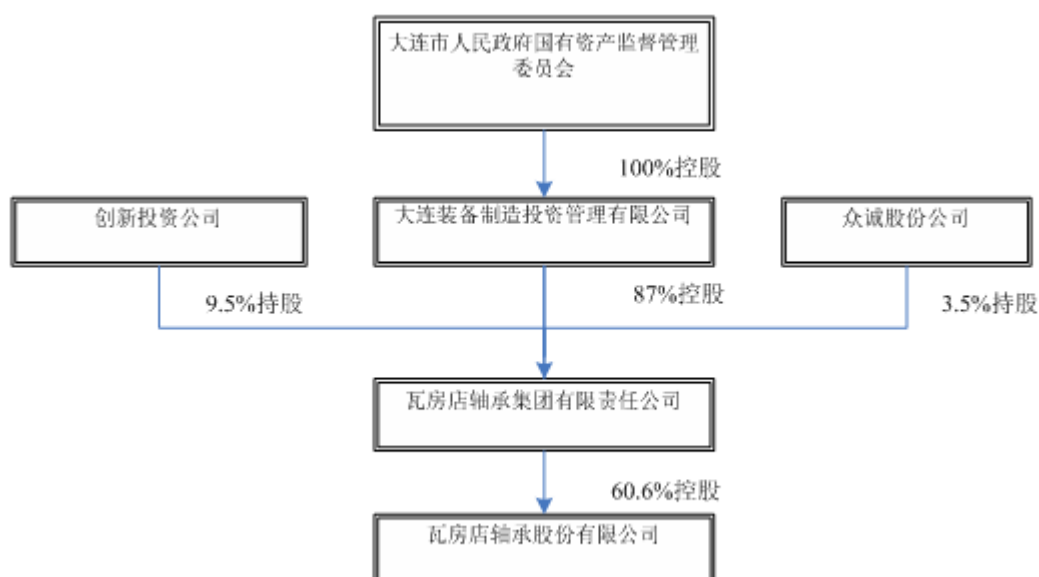 大连市人民政府国有资产监督管理
委员会
100%控股
创新投资公司
大连装备制造投资管理有限公司
众诚股份公司
9.5%持股
87%控股
3.5%持股
瓦房店轴承集团有限责任公司
60.6%控股
瓦房店轴承股份有限公司